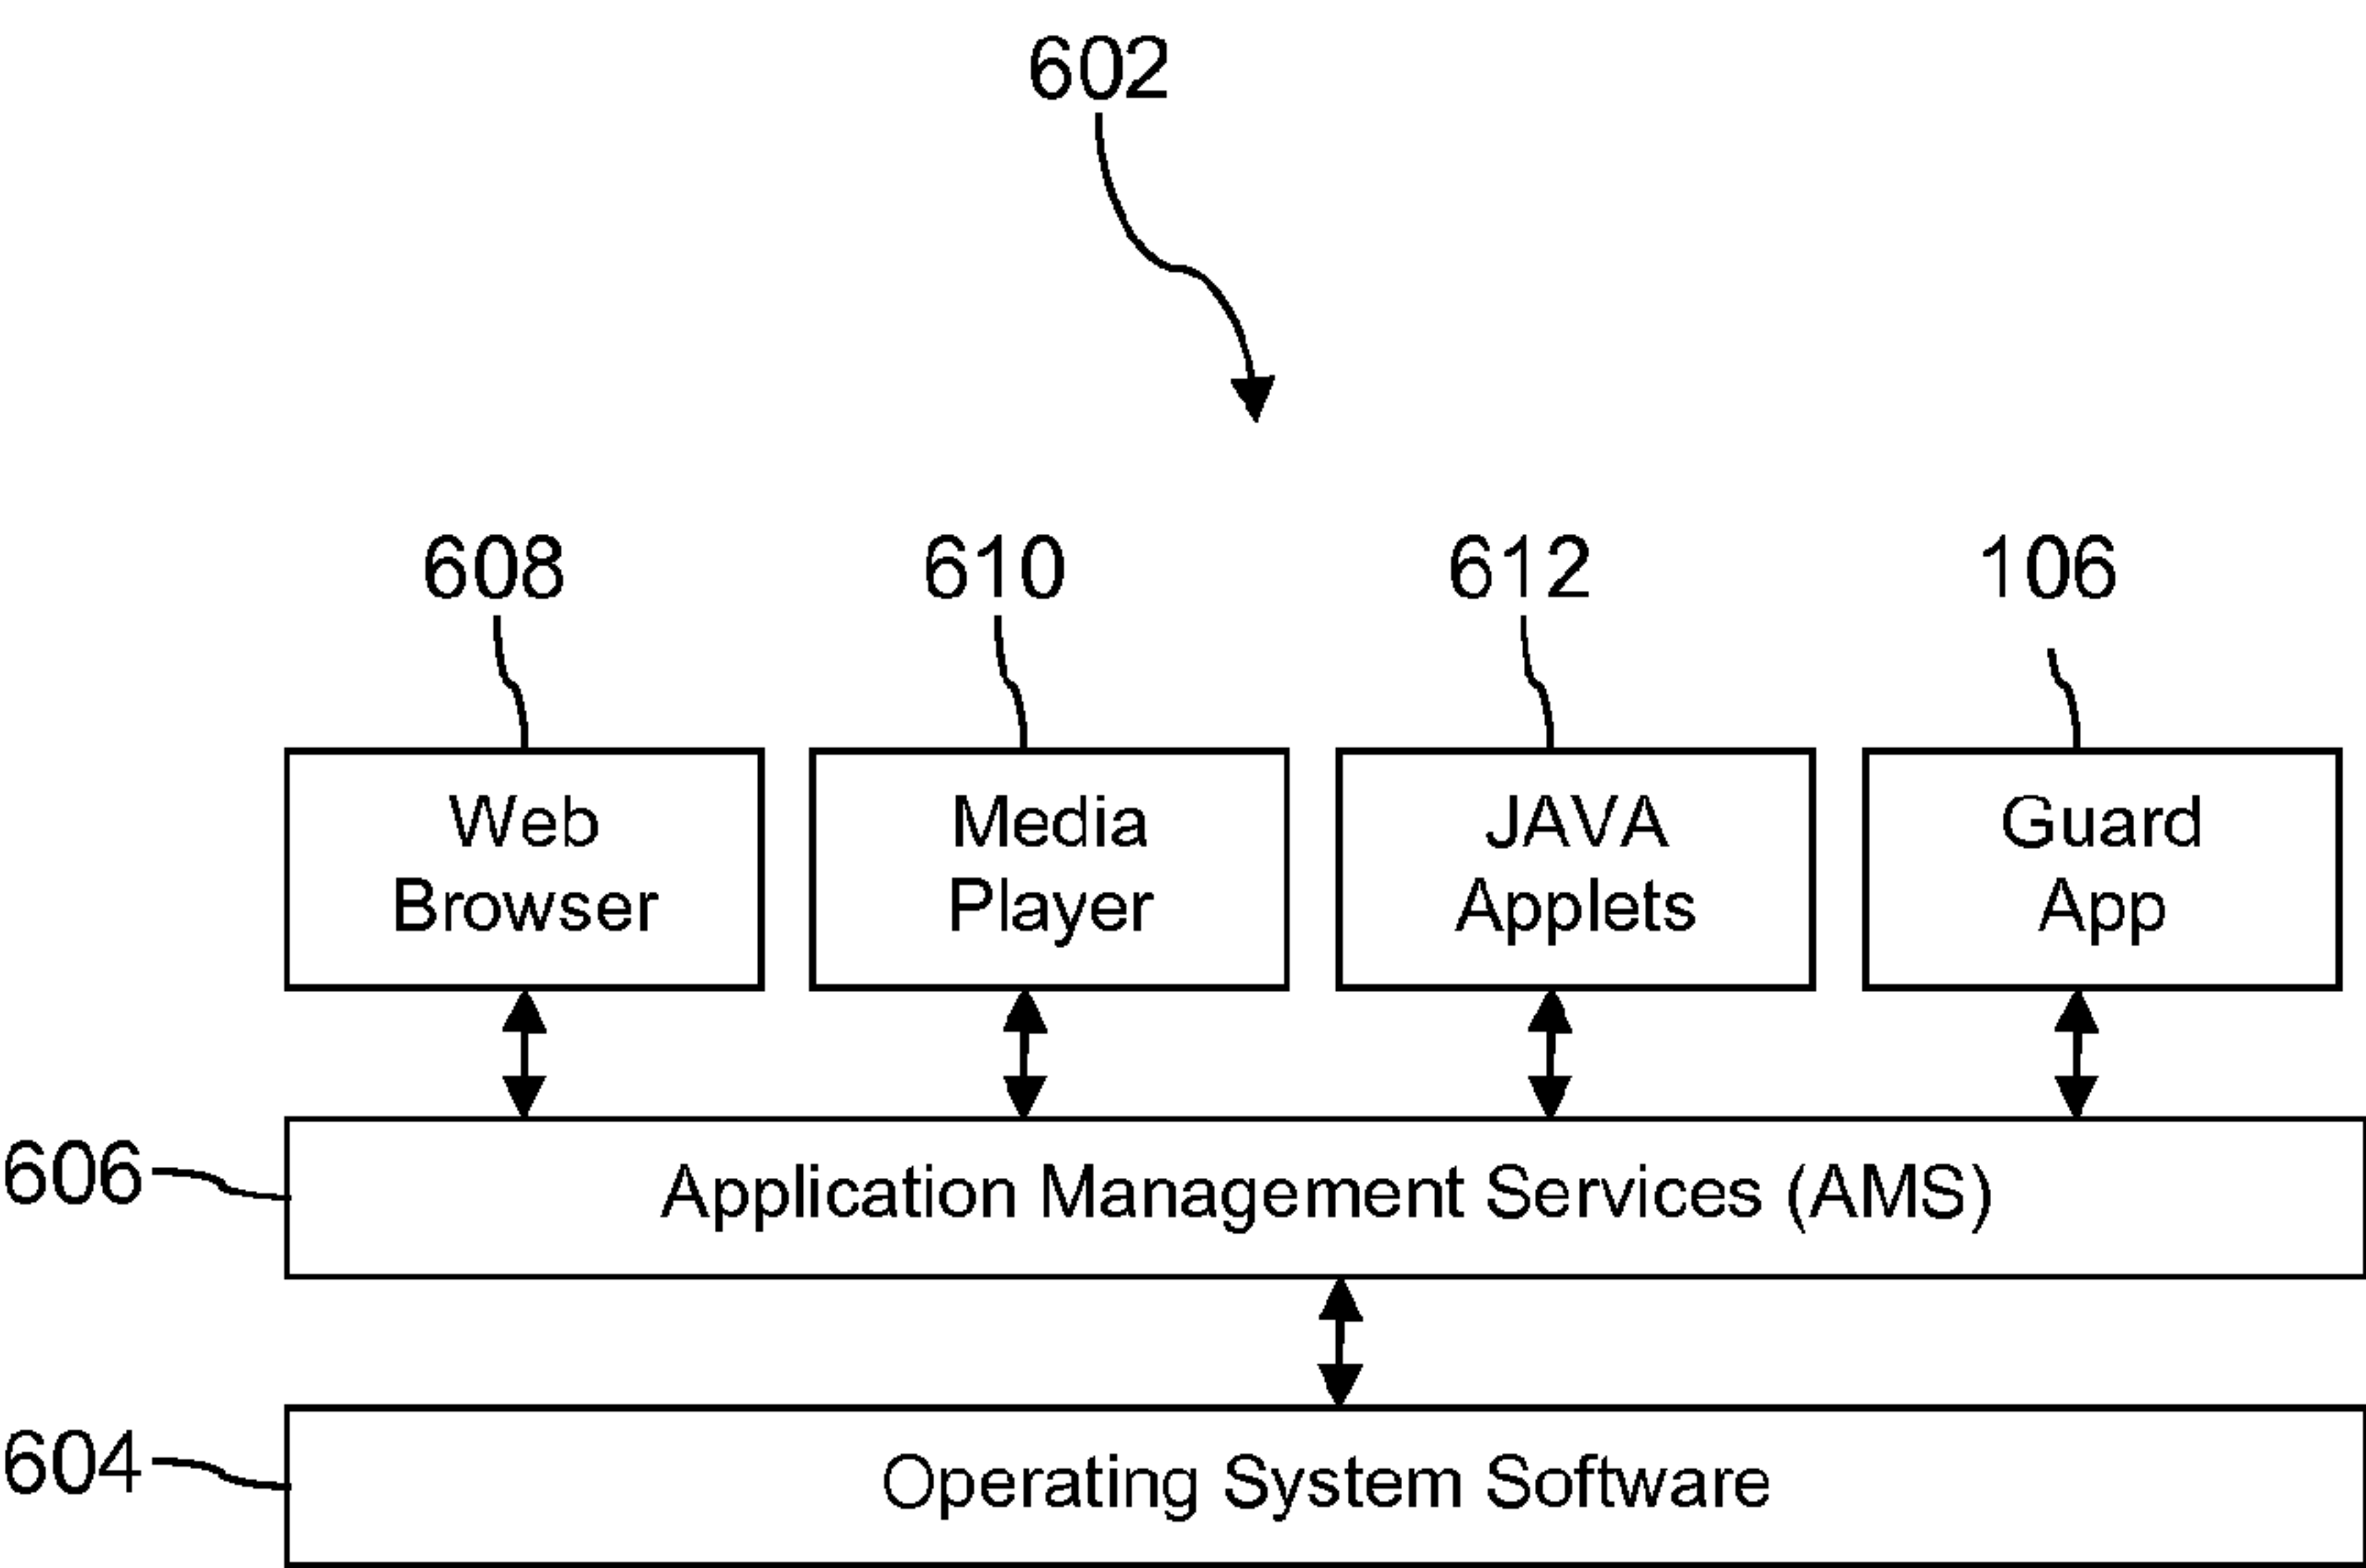 602
608
610
612
106
Web
Browser
Media
Player
JAVA
Applets
Guard
App
606
Application Management Services (AMS)
604
Operating System Software